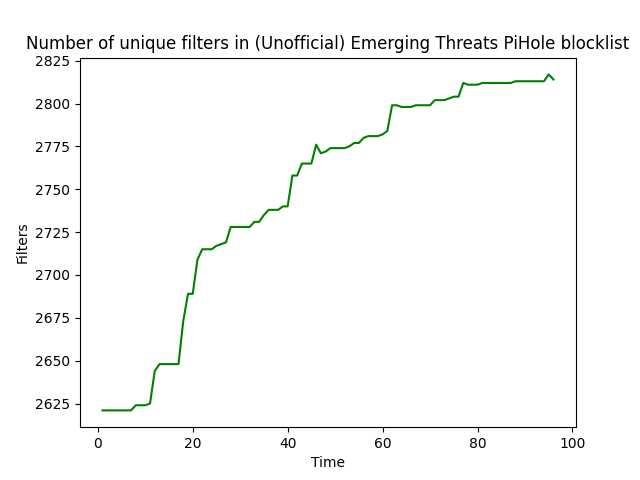 Number of unique filters in (Unofficial) Emerging Threats PiHole blocklist
2825
2800
2775
2750
2725
2700
2675
2650
2625
Filters
0 20 40 60 80 100
Time